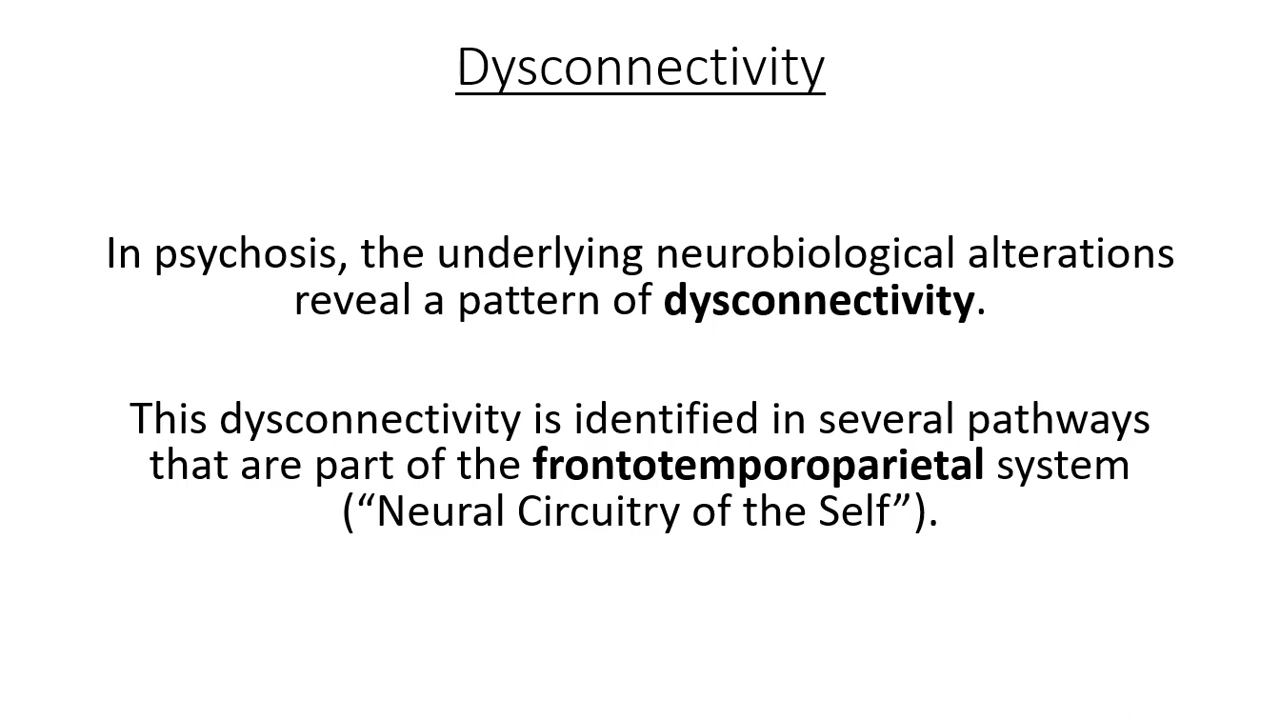 Dysconnectivity
In psychosis, the underlying neurobiological alterations
reveal a pattern of dysconnectivity.
This dysconnectivity is identified in several pathways
that are part of the frontotemporoparietal system
(“Neural Circuitry of the Self”).